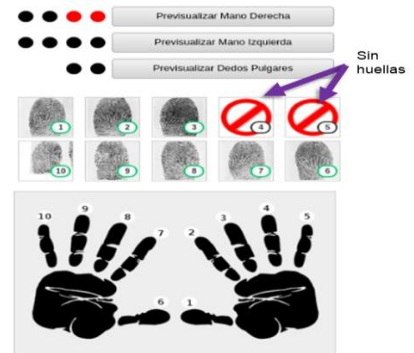 Previsualizar Mano Derecha
Previsualizar Mano Izquierda
Previsualizar Dedos Pulgares
Sin
huellas
1 2 3 4 5
10 9 8 7 6
10 9 8 7 2 3 4 5
6 1